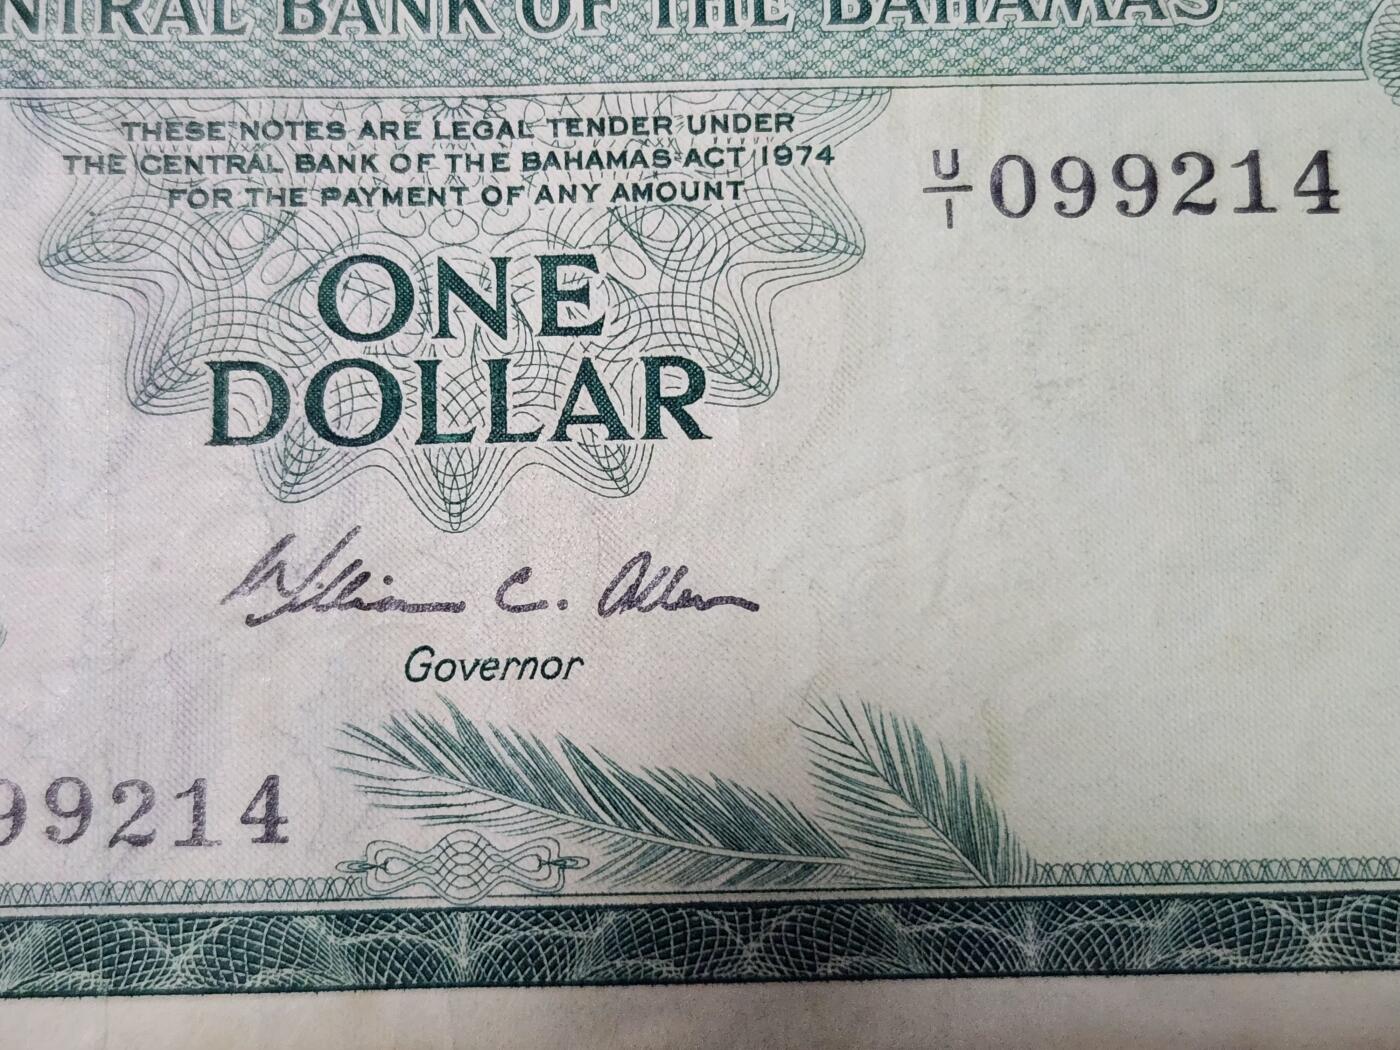 NTRAL BANK OF THE BAHAMAS
THESE NOTES ARE LEGAL TENDER UNDER
THE CENTRAL BANK OF THE BAHAMAS ACT 1974
FOR THE PAYMENT OF ANY AMOUNT
U/1 099214
ONE
DOLLAR
William C. Allen
Governor
99214